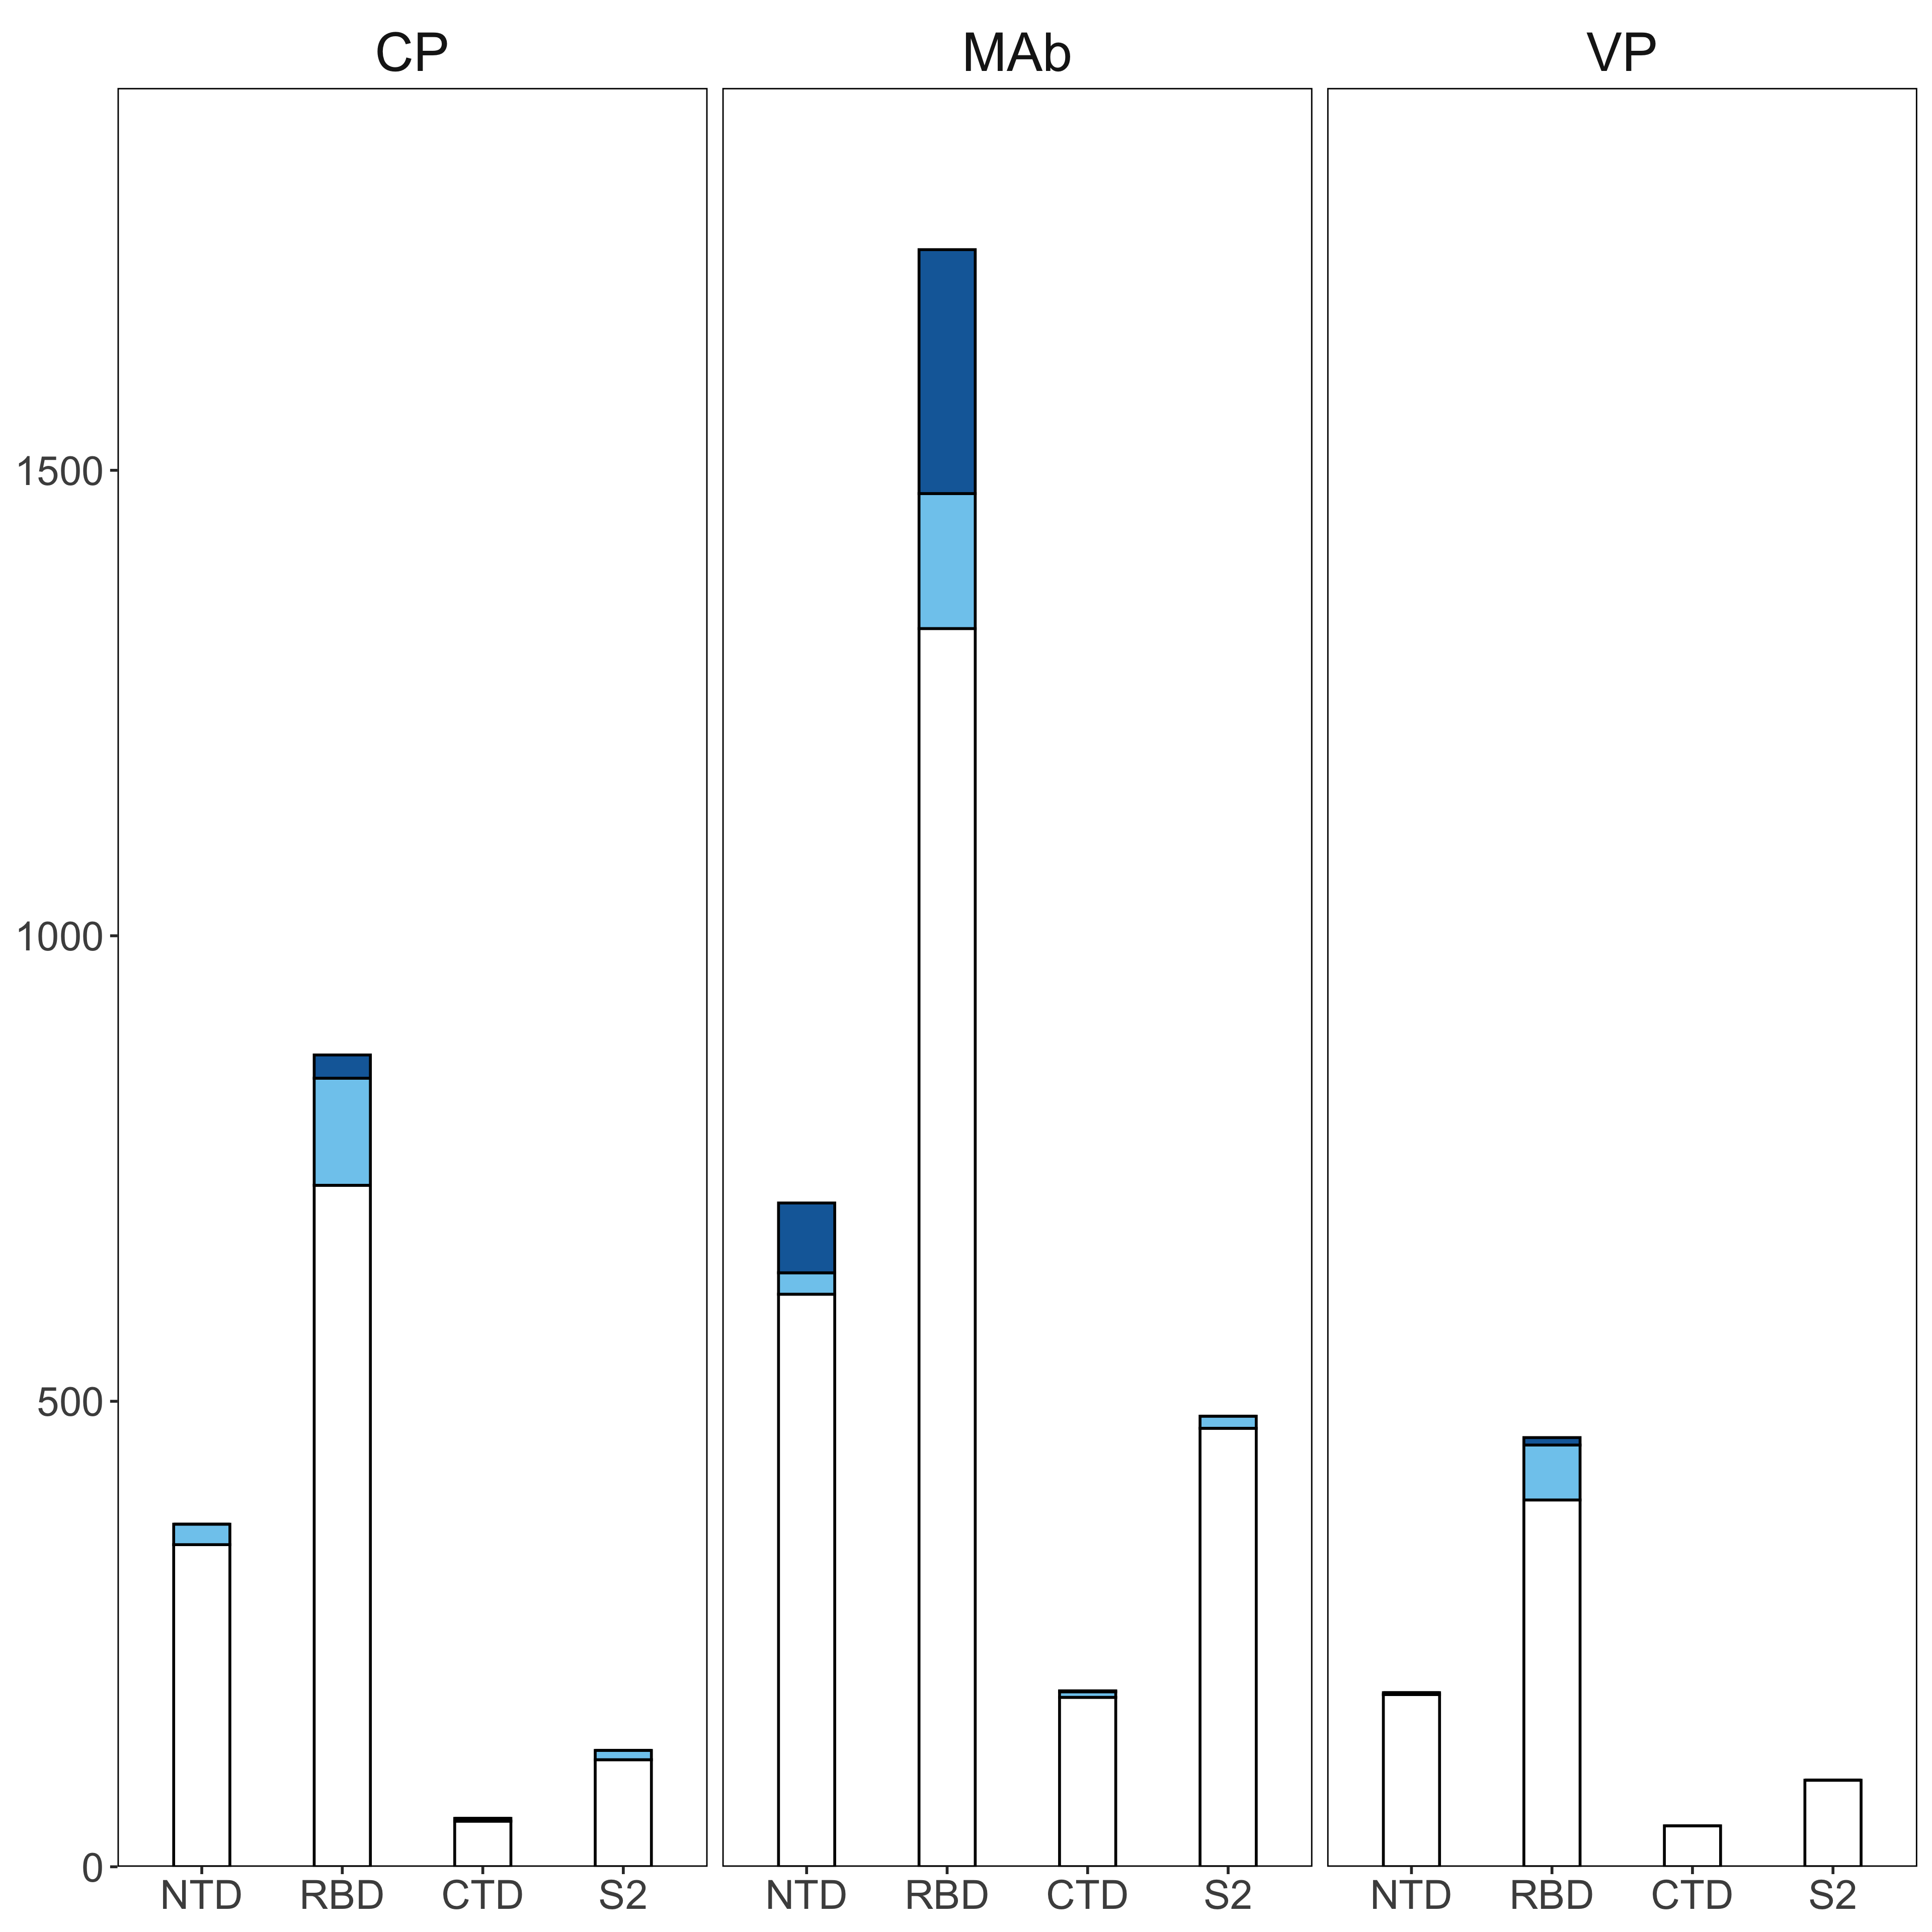 CP MAb VP
1500
1000
500
0
NTD RBD CTD S2 NTD RBD CTD S2 NTD RBD CTD S2